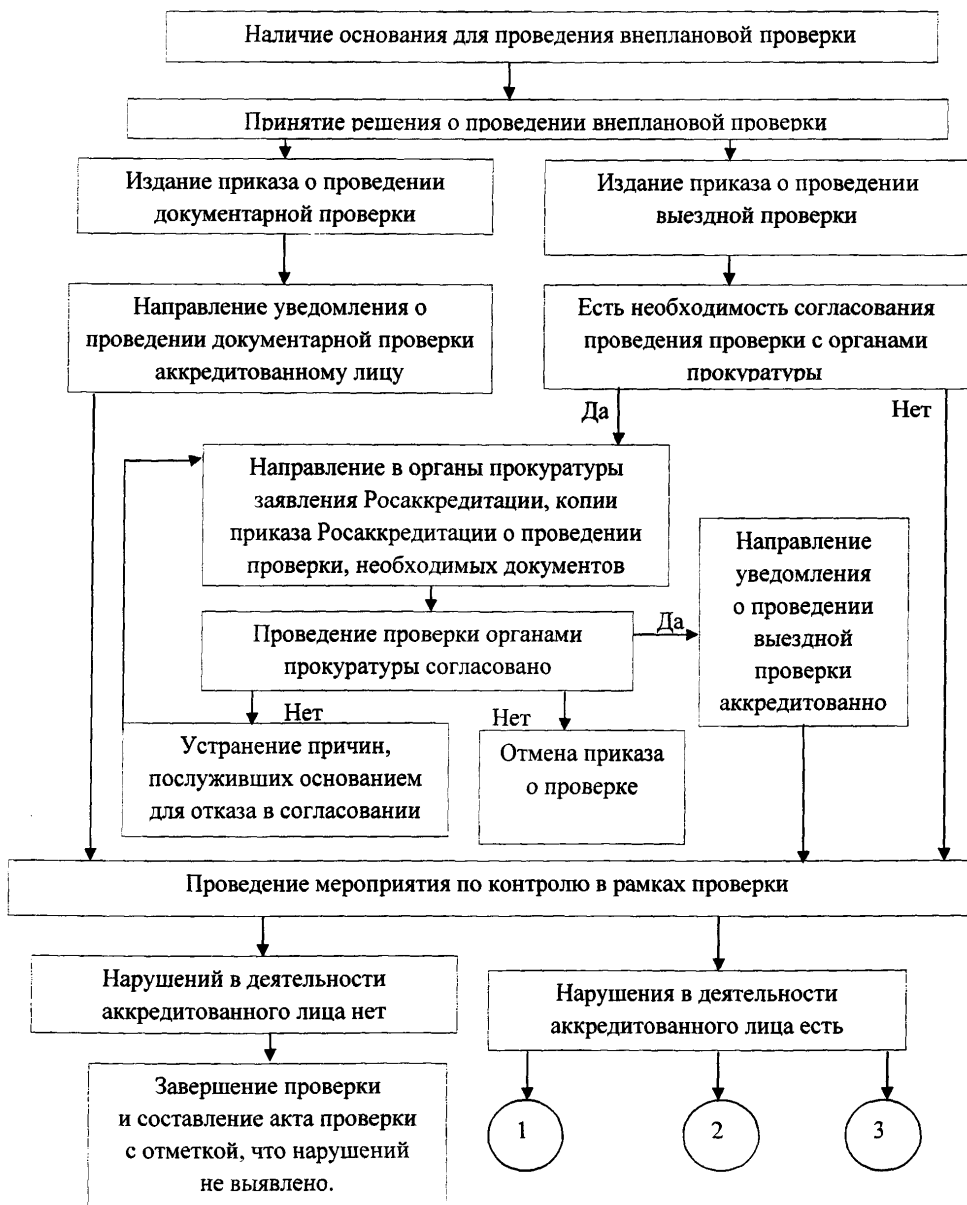 Наличие основания для проведения внеплановой проверки
Принятие решения о проведении внеплановой проверки
Издание приказа о проведении
документарной проверки
Издание приказа о проведении
выездной проверки
Направление уведомления о
проведении документарной проверки
аккредитованному лицу
Есть необходимость согласования
проведения проверки с органами
прокуратуры
Да
Нет
Направление в органы прокуратуры
заявления Росаккредитации, копии
приказа Росаккредитации о проведении
проверки, необходимых документов
Направление
уведомления
о проведении
выездной
проверки
аккредитованно
Проведение проверки органами
прокуратуры согласовано
Да
Нет
Нет
Устранение причин,
послуживших основанием
для отказа в согласовании
Отмена приказа
о проверке
Проведение мероприятия по контролю в рамках проверки
Нарушений в деятельности
аккредитованного лица нет
Нарушения в деятельности
аккредитованного лица есть
Завершение проверки
и составление акта проверки
с отметкой, что нарушений
не выявлено.
1
2
3